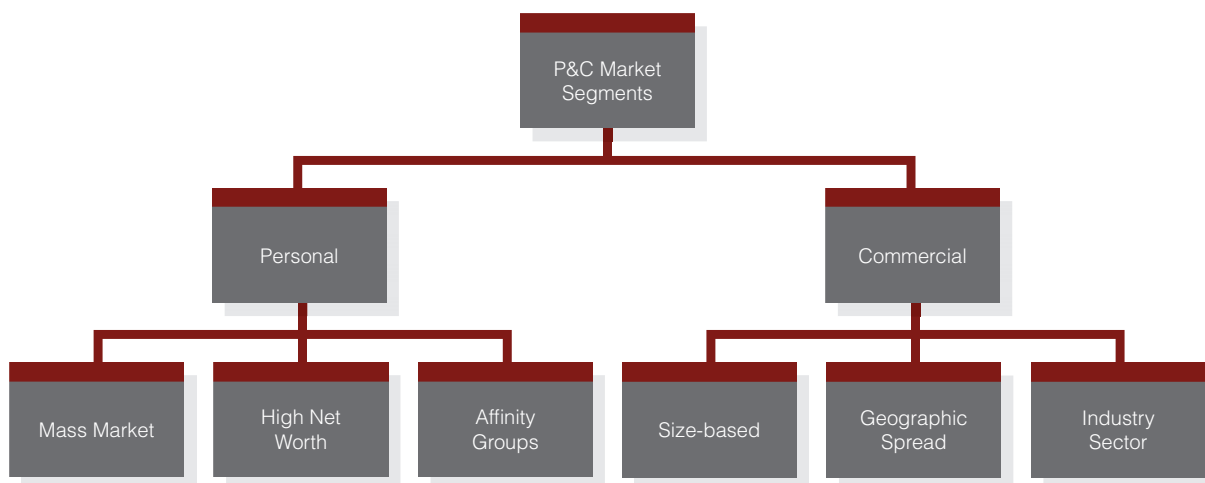 P&C Market
Segments
Personal
Commercial
Mass Market
High Net
Worth
Affinity
Groups
Size-based
Geographic
Spread
Industry
Sector